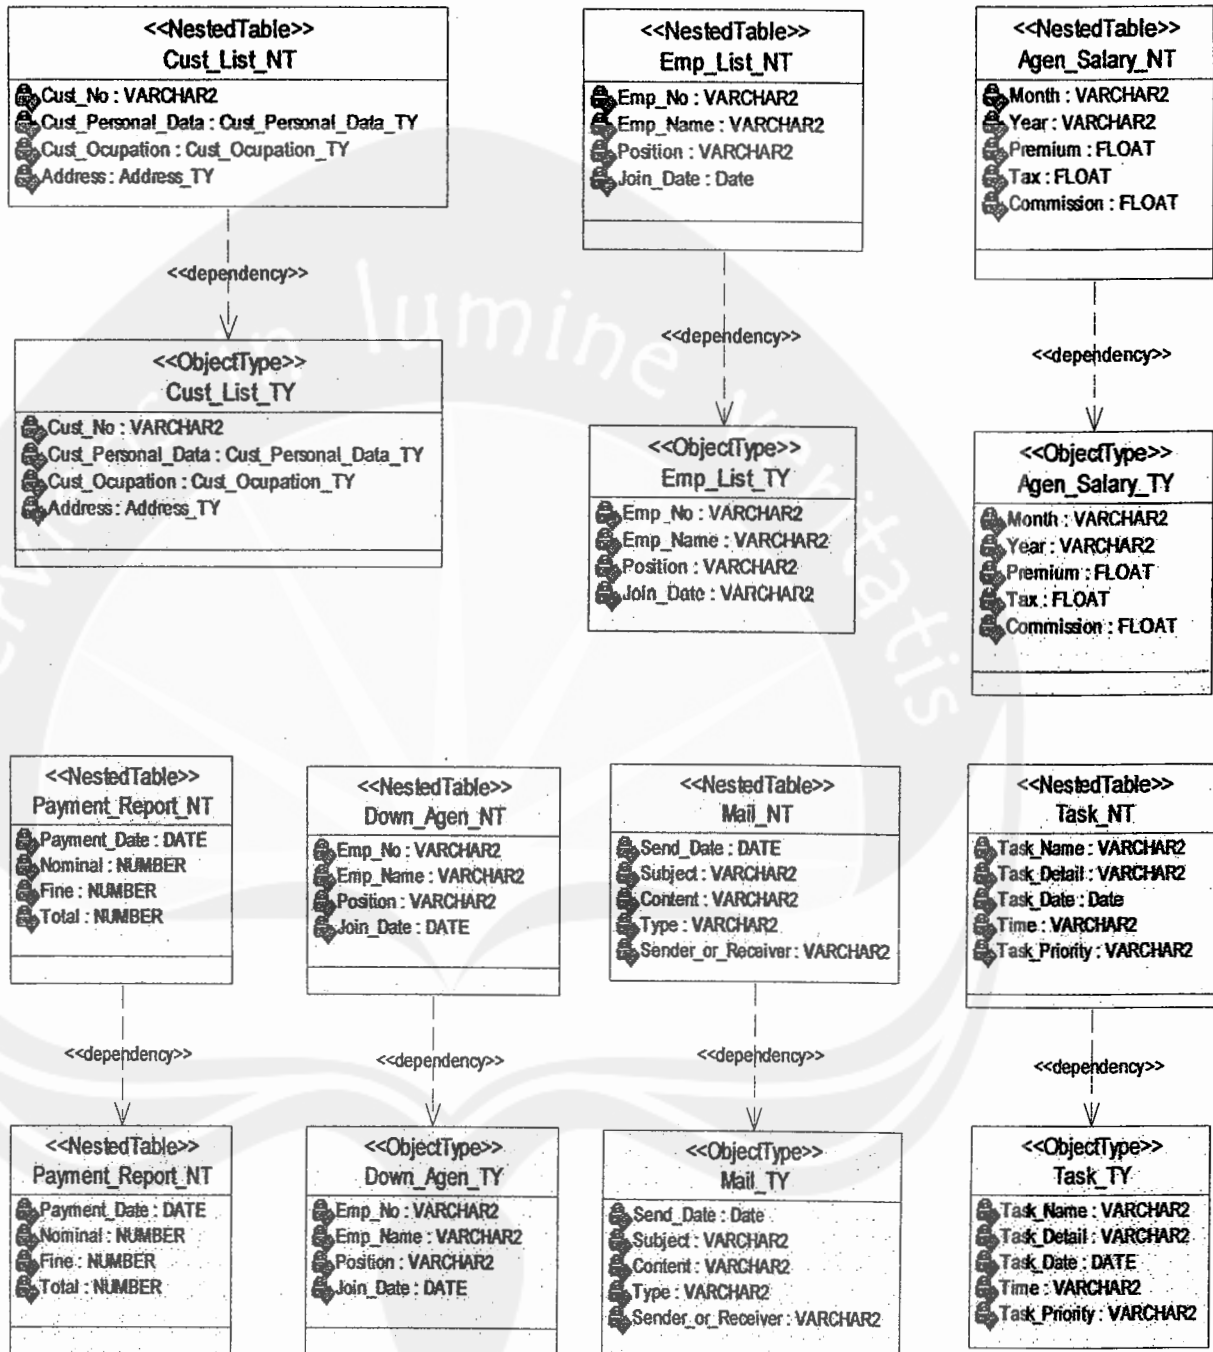 <<NestedTable>>
Cust_List_NT
Cust_No : VARCHAR2
Cust_Personal_Data : Cust_Personal_Data_TY
Cust_Ocupation : Cust_Ocupation_TY
Address : Address_TY
<<dependency>>
<<ObjectType>>
Cust_List_TY
Cust_No : VARCHAR2
Cust_Personal_Data : Cust_Personal_Data_TY
Cust_Ocupation : Cust_Ocupation_TY
Address : Address_TY
<<NestedTable>>
Emp_List_NT
Emp_No : VARCHAR2
Emp_Name : VARCHAR2
Position : VARCHAR2
Join_Date : Date
<<dependency>>
<<ObjectType>>
Emp_List_TY
Emp_No : VARCHAR2
Emp_Name : VARCHAR2
Position : VARCHAR2
Join_Date : VARCHAR2
<<NestedTable>>
Agen_Salary_NT
Month : VARCHAR2
Year : VARCHAR2
Premium : FLOAT
Tax : FLOAT
Commission : FLOAT
<<dependency>>
<<ObjectType>>
Agen_Salary_TY
Month : VARCHAR2
Year : VARCHAR2
Premium : FLOAT
Tax : FLOAT
Commission : FLOAT
<<NestedTable>>
Payment_Report_NT
Payment_Date : DATE
Nominal : NUMBER
Fine : NUMBER
Total : NUMBER
<<dependency>>
<<NestedTable>>
Payment_Report_NT
Payment_Date : DATE
Nominal : NUMBER
Fine : NUMBER
Total : NUMBER
<<NestedTable>>
Down_Agen_NT
Emp_No : VARCHAR2
Emp_Name : VARCHAR2
Position : VARCHAR2
Join_Date : DATE
<<dependency>>
<<ObjectType>>
Down_Agen_TY
Emp_No : VARCHAR2
Emp_Name : VARCHAR2
Position : VARCHAR2
Join_Date : DATE
<<NestedTable>>
Mail_NT
Send_Date : DATE
Subject : VARCHAR2
Content : VARCHAR2
Type : VARCHAR2
Sender_or_Receiver : VARCHAR2
<<dependency>>
<<ObjectType>>
Mail_TY
Send_Date : Date
Subject : VARCHAR2
Content : VARCHAR2
Type : VARCHAR2
Sender_or_Receiver : VARCHAR2
<<NestedTable>>
Task_NT
Task_Name : VARCHAR2
Task_Detail : VARCHAR2
Task_Date : Date
Time : VARCHAR2
Task_Priority : VARCHAR2
<<dependency>>
<<ObjectType>>
Task_TY
Task_Name : VARCHAR2
Task_Detail : VARCHAR2
Task_Date : DATE
Time : VARCHAR2
Task_Priority : VARCHAR2
in lumine veritatis